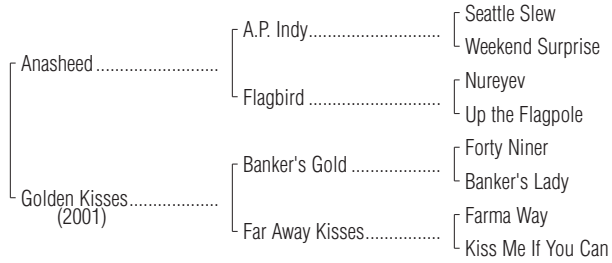 Seattle Slew
A.P. Indy..............................
Weekend Surprise
Anasheed ............................
Nureyev
Flagbird ..............................
Up the Flagpole
Forty Niner
Banker's Gold ....................
Banker's Lady
Golden Kisses....................
(2001)
Farma Way
Far Away Kisses.................
Kiss Me If You Can